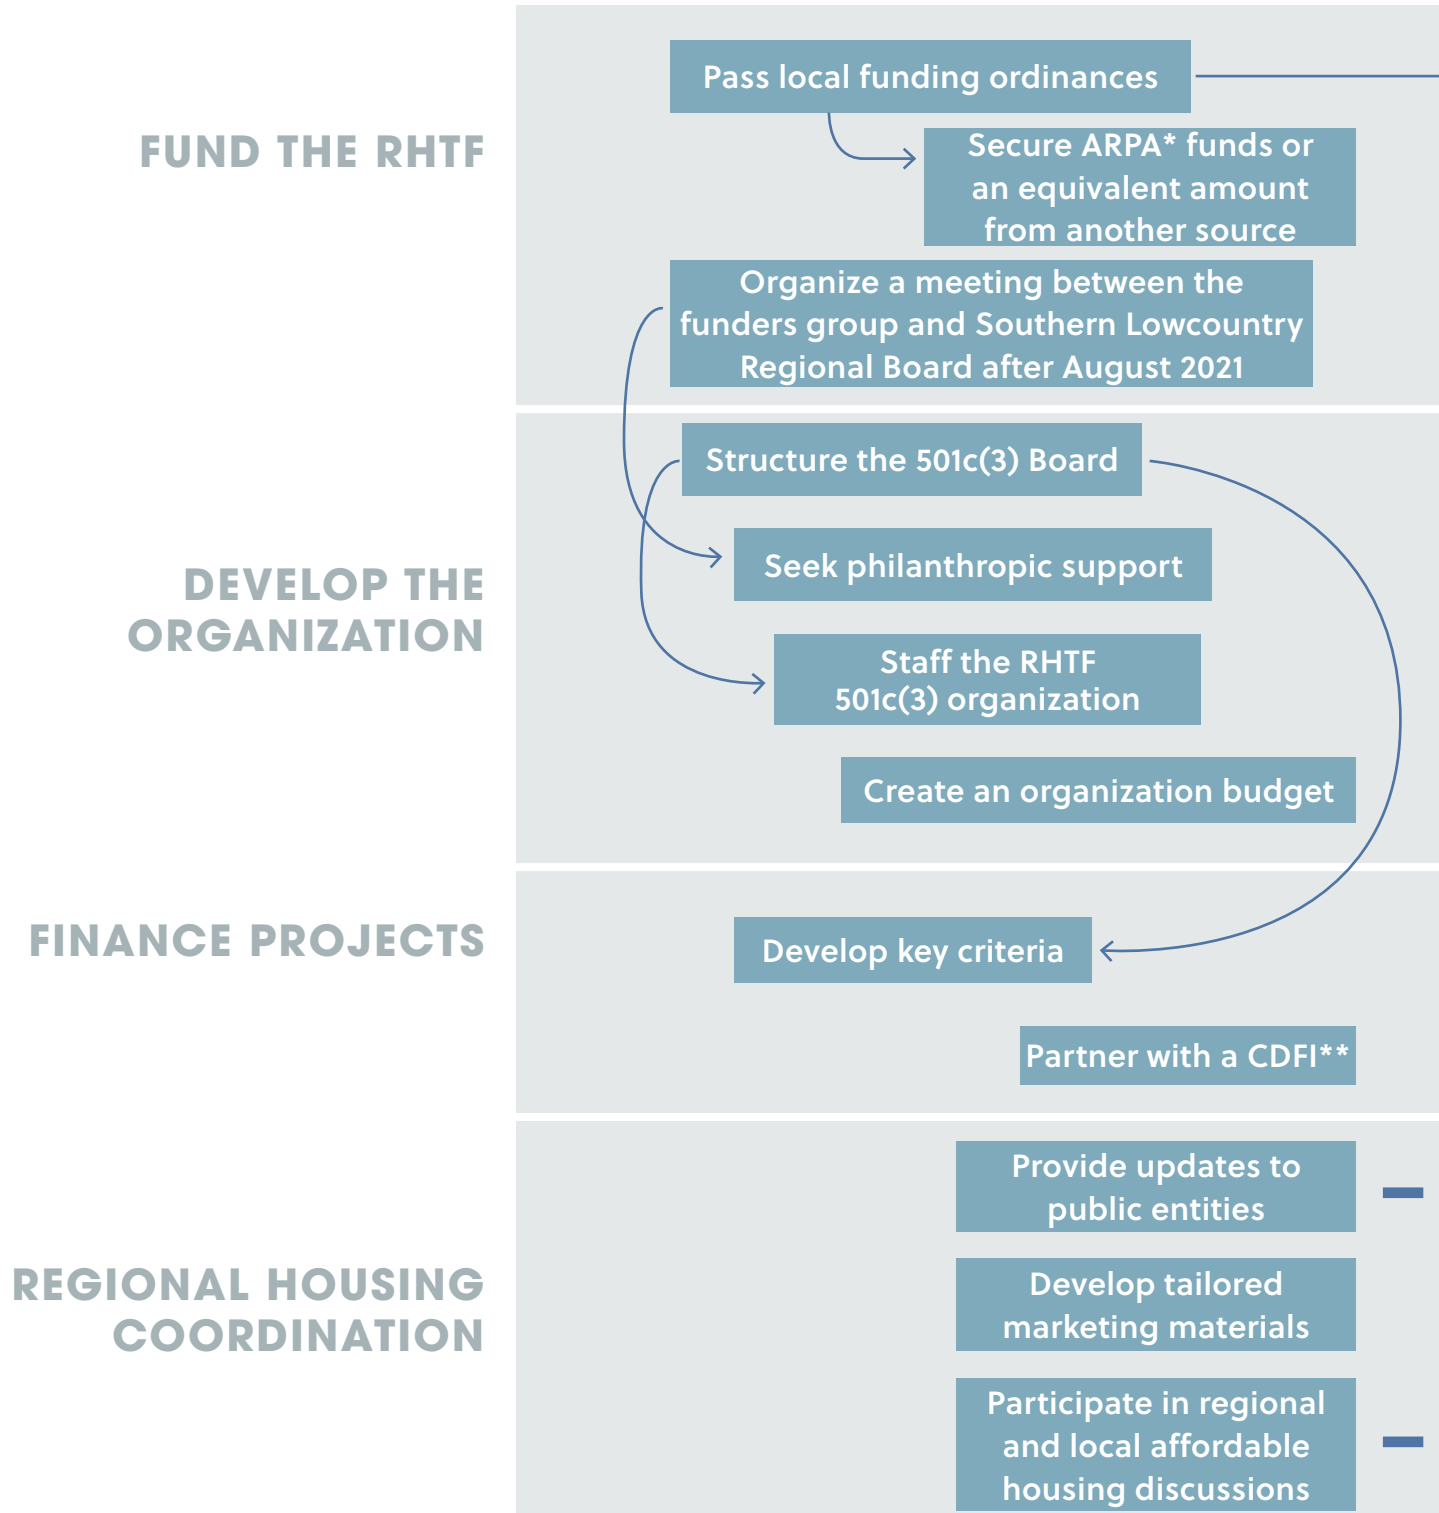 FUND THE RHTF
Pass local funding ordinances
Secure ARPA* funds or
an equivalent amount
from another source
Organize a meeting between the
funders group and Southern Lowcountry
Regional Board after August 2021
DEVELOP THE
ORGANIZATION
Structure the 501c(3) Board
Seek philanthropic support
Staff the RHTF
501c(3) organization
Create an organization budget
FINANCE PROJECTS
Develop key criteria
Partner with a CDFI**
REGIONAL HOUSING
COORDINATION
Provide updates to
public entities
Develop tailored
marketing materials
Participate in regional
and local affordable
housing discussions